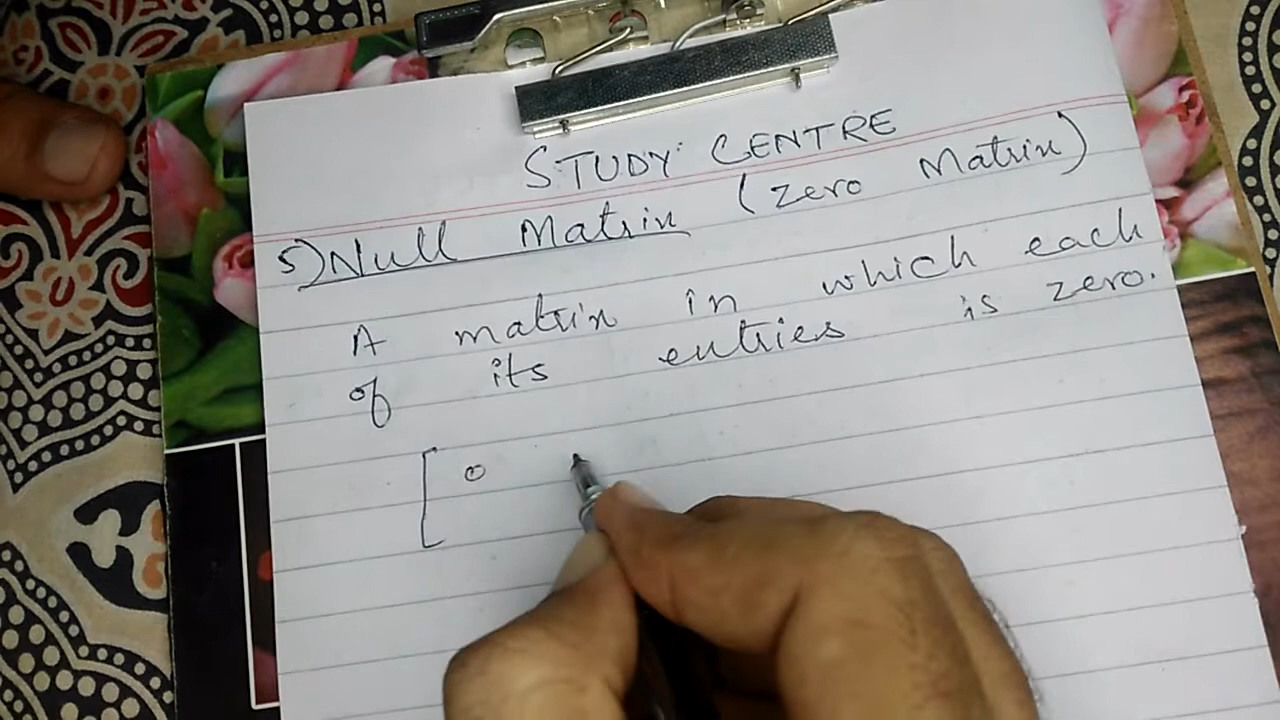 STUDY CENTRE
5) Null Matrix (Zero Matrix)
A matrix in which each
of its entries is zero.
[ 0